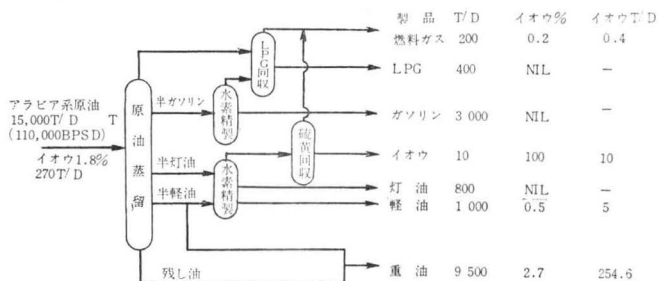 製品 T/D イオウ% イオウT/D
燃料ガス 200 0.2 0.4
LPG 400 NIL －
ガソリン 3 000 NIL －
イオウ 10 100 10
灯油 800 NIL －
軽油 1 000 0.5 5
重油 9 500 2.7 254.6
アラビア系原油
15,000T/D T
(110,000BPSD)
イオウ1.8%
270T/D
原油蒸留
半ガソリン
半灯油
半軽油
残し油
水素精製
水素精製
LPG回収
硫黄回収